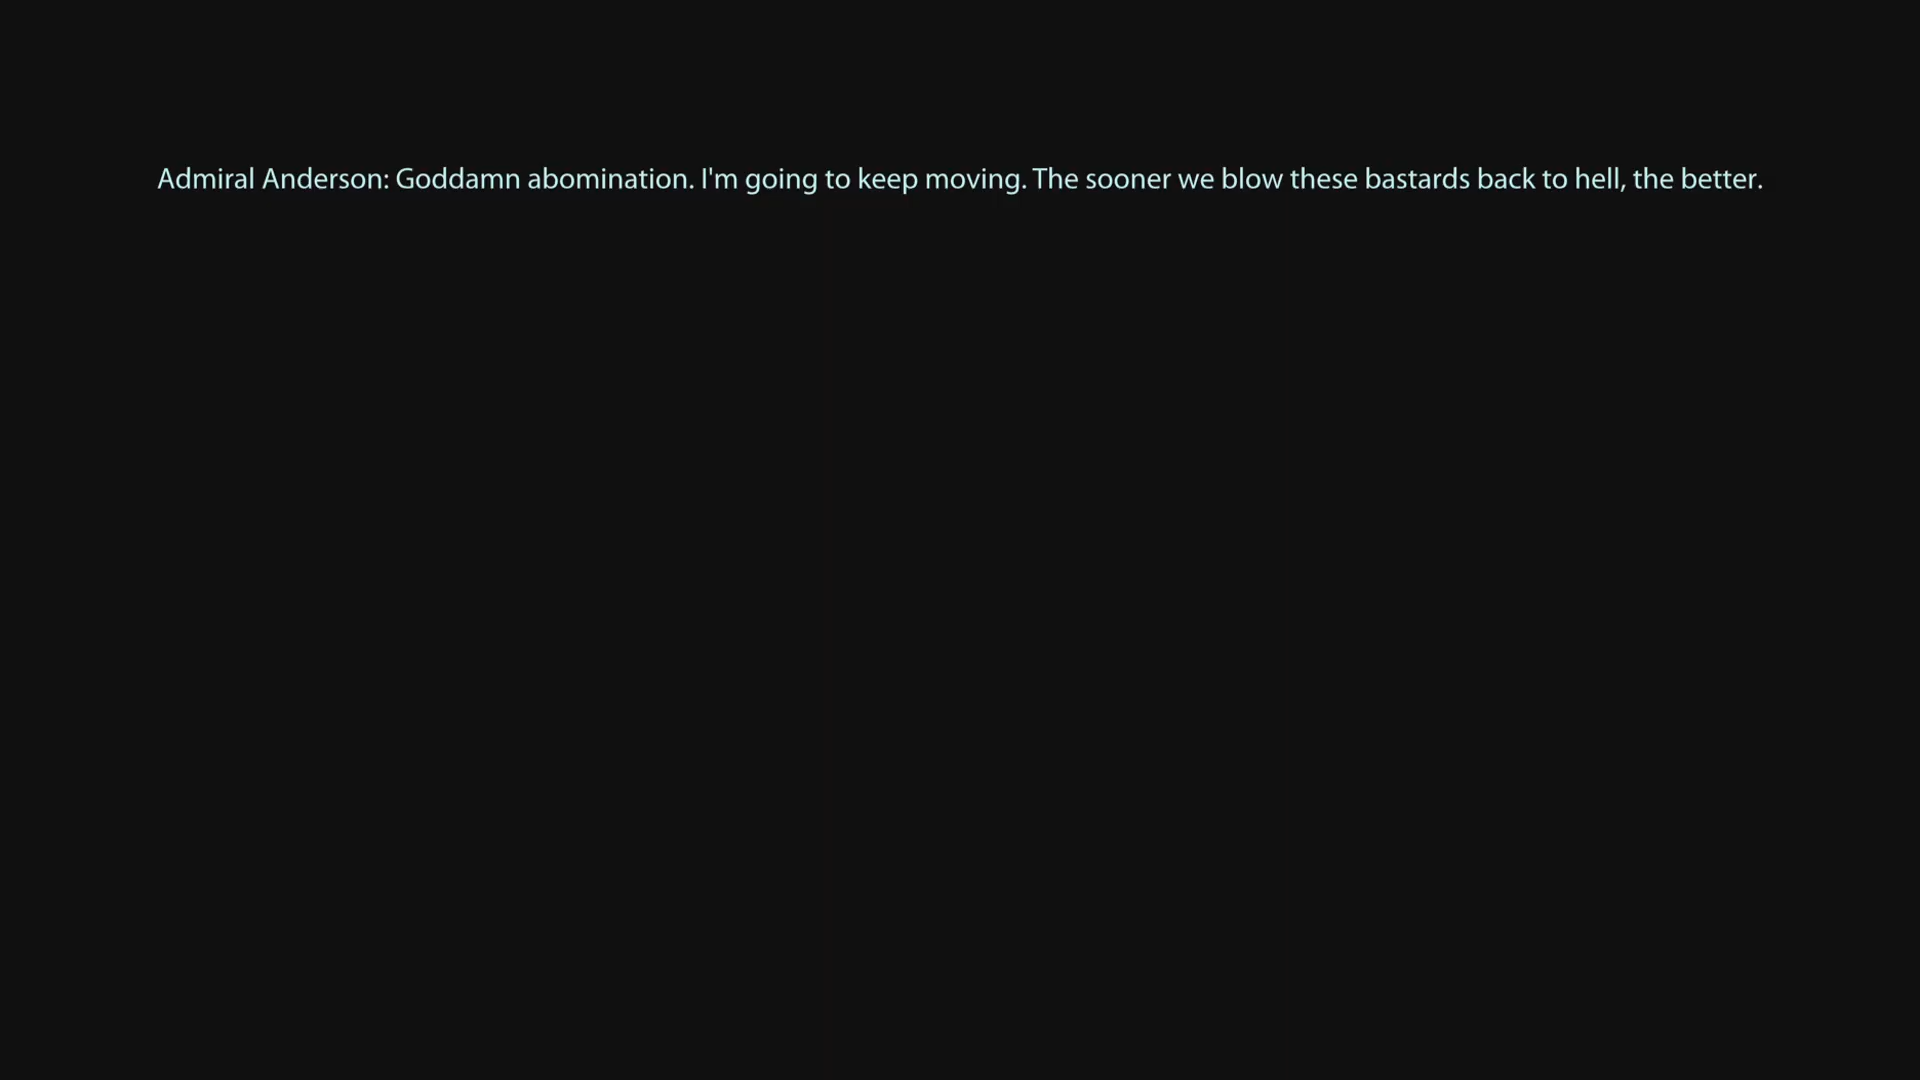 Admiral Anderson: Goddamn abomination. I'm going to keep moving. The sooner we blow these bastards back to hell, the better.